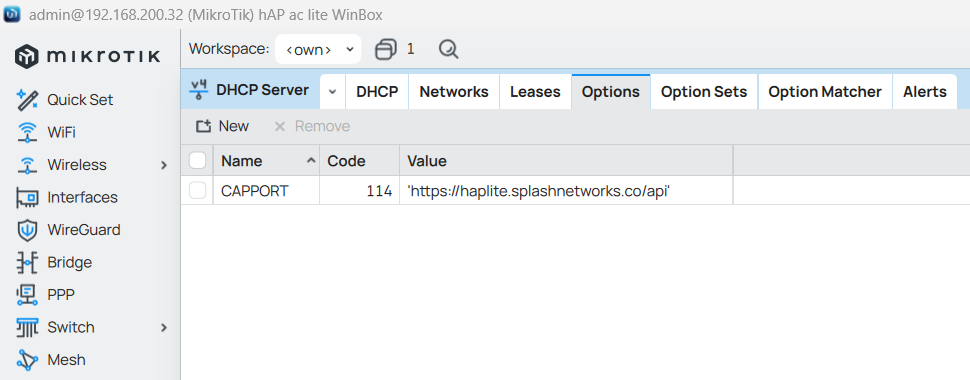 admin@192.168.200.32 (MikroTik) hAP ac lite WinBox
MIKROTIK
Workspace: <own> 1
Quick Set
WiFi
Wireless
Interfaces
WireGuard
Bridge
PPP
Switch
Mesh
v4 DHCP Server DHCP Networks Leases Options Option Sets Option Matcher Alerts
New Remove
Name Code Value
CAPPORT 114 'https://haplite.splashnetworks.co/api'